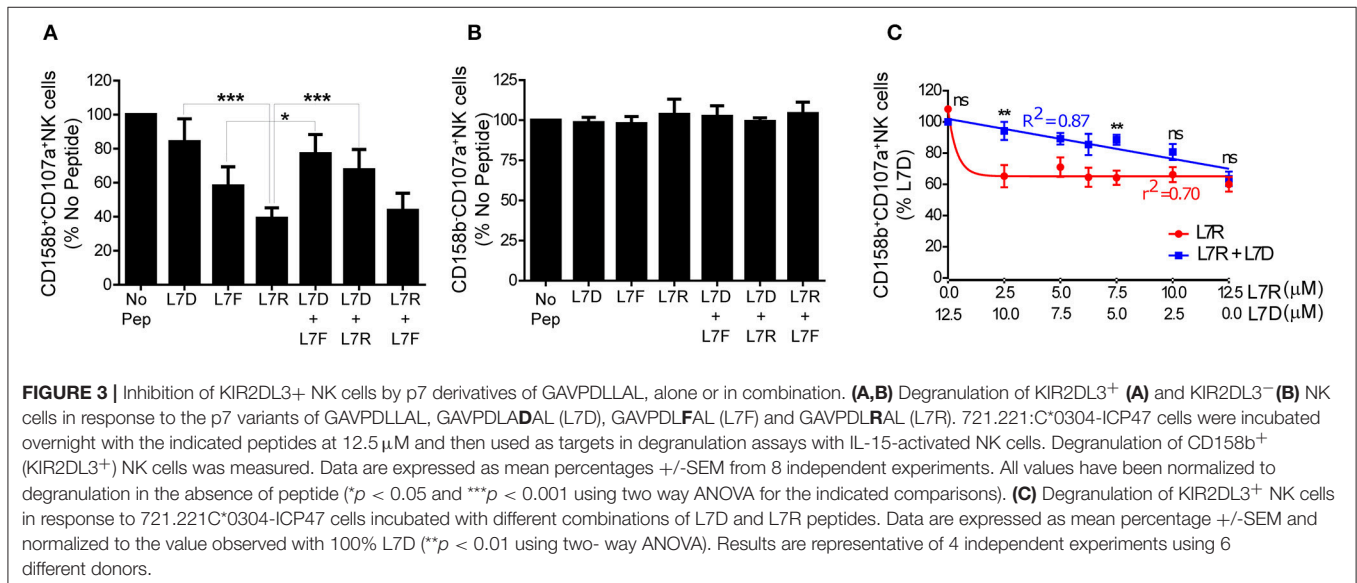 A
CD158b⁺CD107a⁺NK cells
(% No Peptide)
120
100
80
60
40
20
0
***
***
*
No Pep
L7D
L7F
L7R
L7D + L7F
L7D + L7R
L7R + L7F
B
CD158b⁻CD107a⁺NK cells
(% No Peptide)
125
100
75
50
25
0
No Pep
L7D
L7F
L7R
L7D + L7F
L7D + L7R
L7R + L7F
C
CD158b⁺CD107a⁺NK cells
(% L7D)
120
100
80
60
40
20
0
ns
**
R²=0.87
**
ns
ns
r²=0.70
L7R
L7R + L7D
0.0 2.5 5.0 7.5 10.0 12.5 L7R (μM)
12.5 10.0 7.5 5.0 2.5 0.0 L7D (μM)
FIGURE 3 | Inhibition of KIR2DL3+ NK cells by p7 derivatives of GAVPDLLAL, alone or in combination. (A,B) Degranulation of KIR2DL3⁺ (A) and KIR2DL3⁻ (B) NK
cells in response to the p7 variants of GAVPDLLAL, GAVPDLADAL (L7D), GAVPDLFAL (L7F) and GAVPDLRAL (L7R). 721.221:C*0304-ICP47 cells were incubated
overnight with the indicated peptides at 12.5 μM and then used as targets in degranulation assays with IL-15-activated NK cells. Degranulation of CD158b⁺
(KIR2DL3⁺) NK cells was measured. Data are expressed as mean percentages +/-SEM from 8 independent experiments. All values have been normalized to
degranulation in the absence of peptide (*p < 0.05 and ***p < 0.001 using two way ANOVA for the indicated comparisons). (C) Degranulation of KIR2DL3⁺ NK cells
in response to 721.221C*0304-ICP47 cells incubated with different combinations of L7D and L7R peptides. Data are expressed as mean percentage +/-SEM and
normalized to the value observed with 100% L7D (**p < 0.01 using two- way ANOVA). Results are representative of 4 independent experiments using 6
different donors.